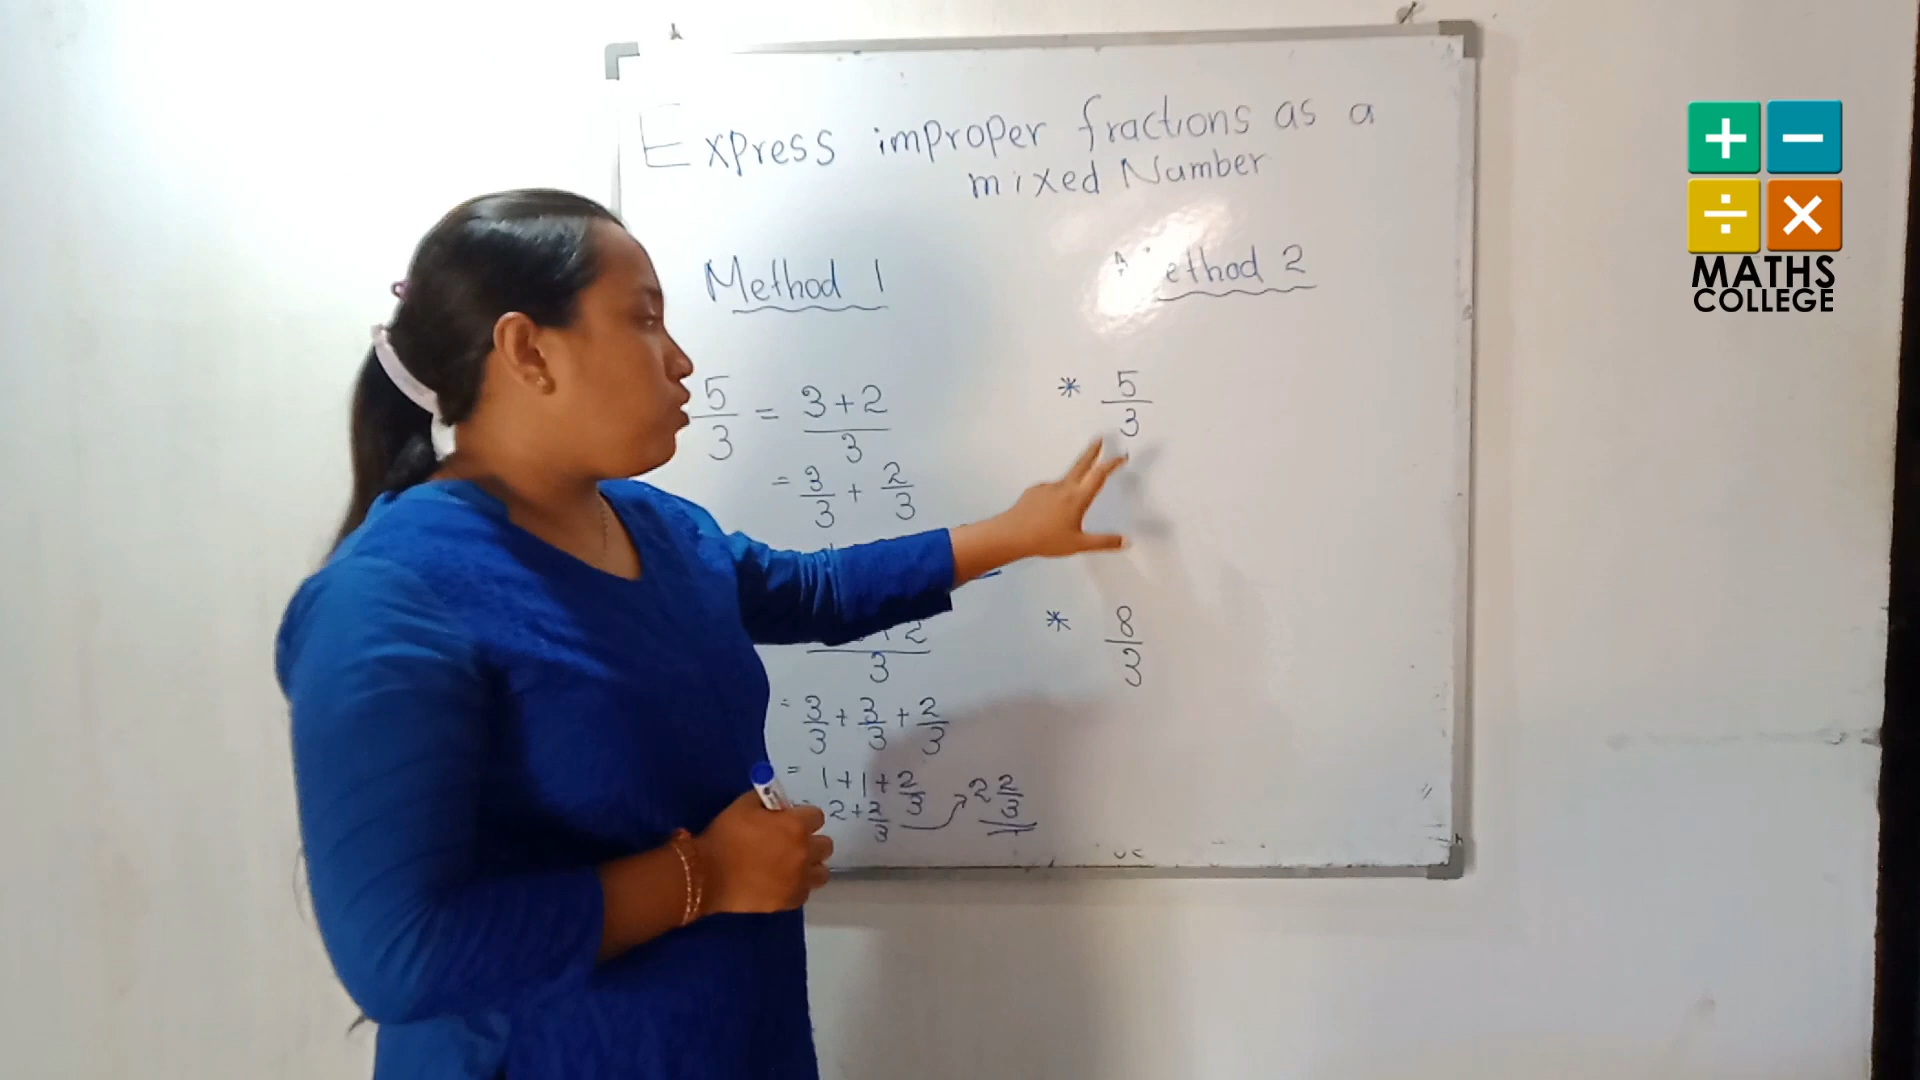 Express improper fractions as a
mixed Number
Method 1
5/3 = 3+2/3
= 3/3 + 2/3
+2/3
= 3/3 + 3/3 + 2/3
= 1+1+2/3
2+2/3 → 2 2/3
Method 2
* 5/3
* 8/3
+ −
÷ ×
MATHS
COLLEGE